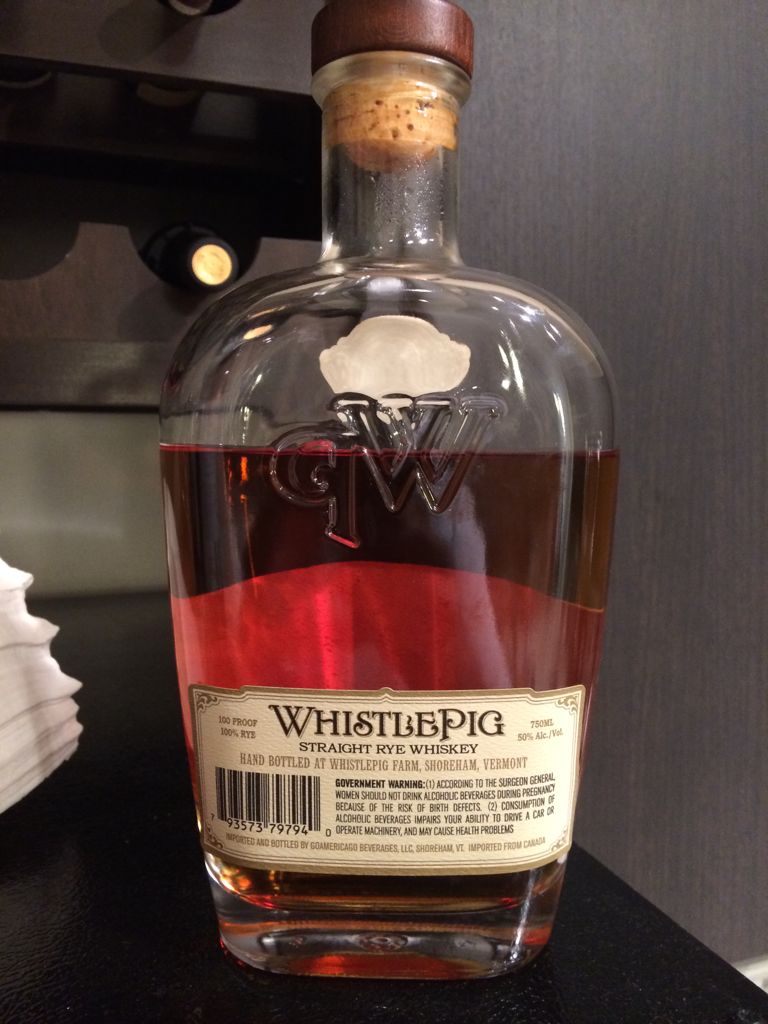 WP
100 PROOF
100% RYE
WHISTLEPIG
750ML
50% Alc./Vol.
STRAIGHT RYE WHISKEY
HAND BOTTLED AT WHISTLEPIG FARM, SHOREHAM, VERMONT
GOVERNMENT WARNING:(1) ACCORDING TO THE SURGEON GENERAL,
WOMEN SHOULD NOT DRINK ALCOHOLIC BEVERAGES DURING PREGNANCY
BECAUSE OF THE RISK OF BIRTH DEFECTS. (2) CONSUMPTION OF
ALCOHOLIC BEVERAGES IMPAIRS YOUR ABILITY TO DRIVE A CAR OR
OPERATE MACHINERY, AND MAY CAUSE HEALTH PROBLEMS
7 93573 79794 0
IMPORTED AND BOTTLED BY GOAMERICAGO BEVERAGES, LLC, SHOREHAM, VT. IMPORTED FROM CANADA